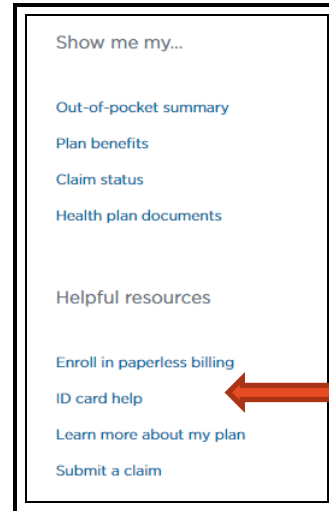 Show me my...
Out-of-pocket summary
Plan benefits
Claim status
Health plan documents
Helpful resources
Enroll in paperless billing
ID card help
Learn more about my plan
Submit a claim